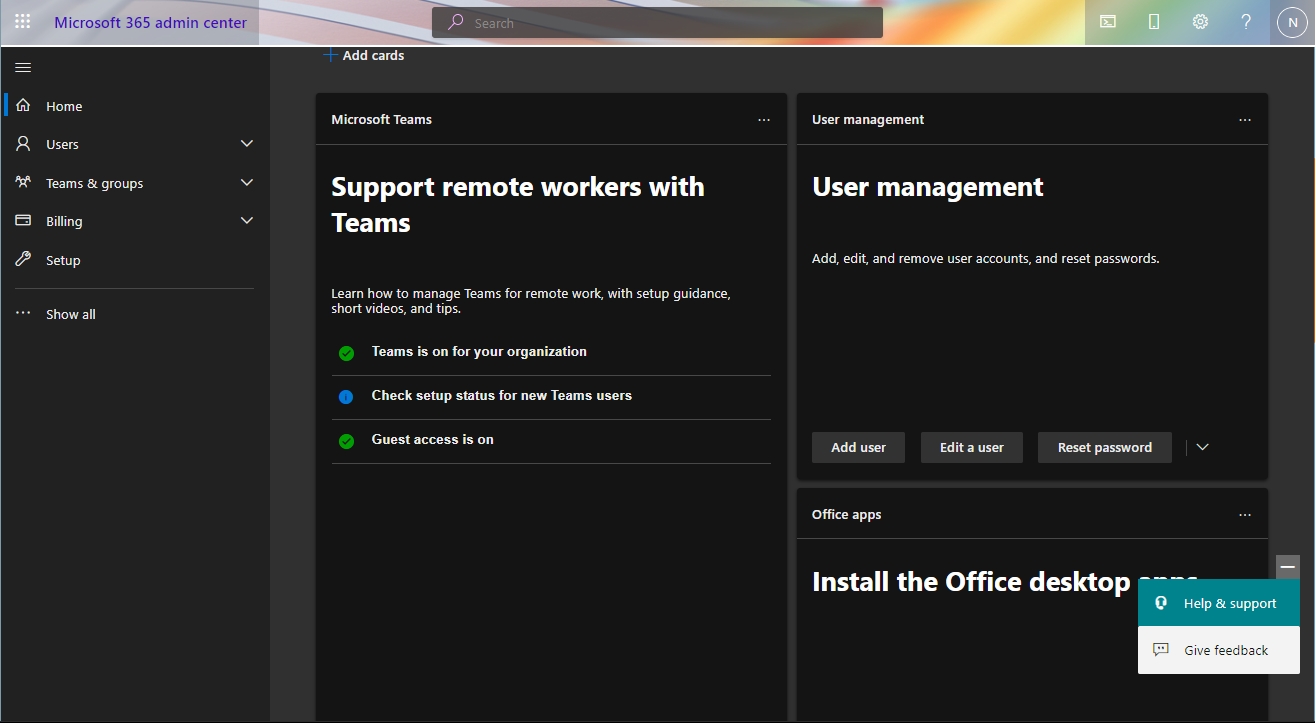 Microsoft 365 admin center
Search
?
N
Add cards
Home
Users
Teams & groups
Billing
Setup
Show all
Microsoft Teams
Support remote workers with
Teams
Learn how to manage Teams for remote work, with setup guidance,
short videos, and tips.
Teams is on for your organization
Check setup status for new Teams users
Guest access is on
User management
User management
Add, edit, and remove user accounts, and reset passwords.
Add user
Edit a user
Reset password
Office apps
Install the Office desktop apps
Help & support
Give feedback